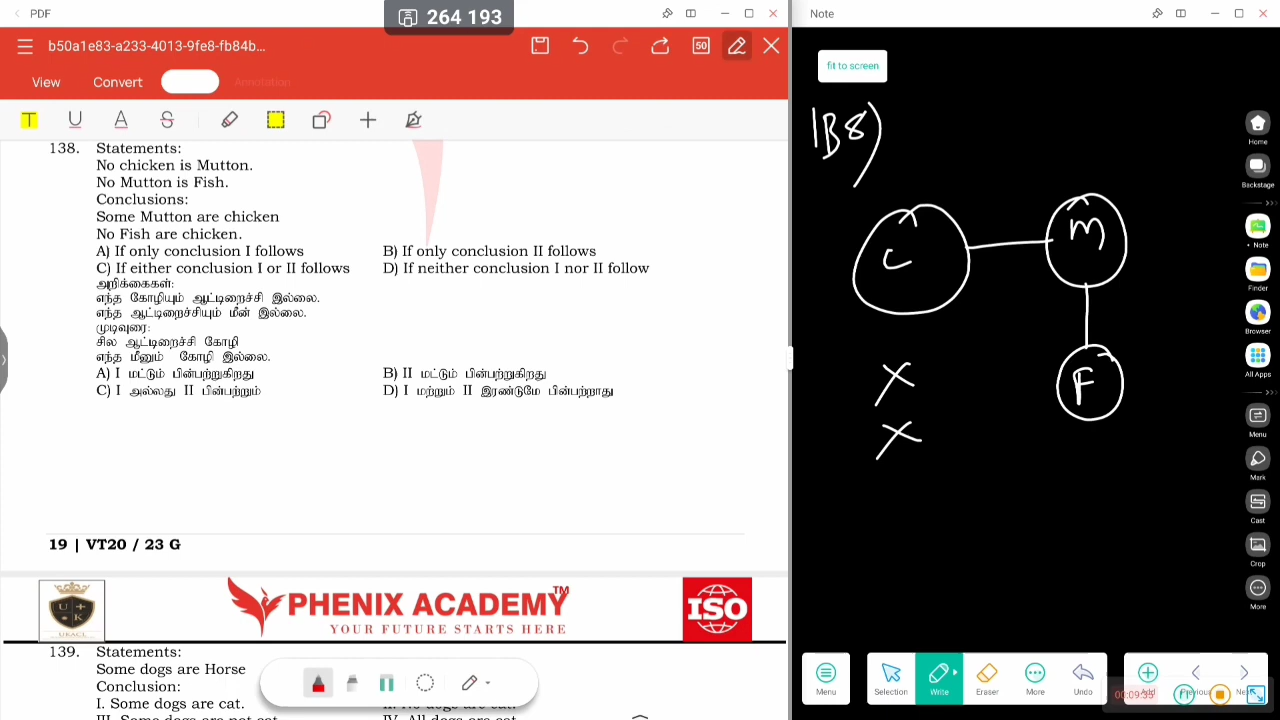 PDF
264 193
Note
b50a1e83-a233-4013-9fe8-fb84b...
50
View Convert Annotation
fit to screen
T U A S
138. Statements:
No chicken is Mutton.
No Mutton is Fish.
Conclusions:
Some Mutton are chicken
No Fish are chicken.
A) If only conclusion I follows B) If only conclusion II follows
C) If either conclusion I or II follows D) If neither conclusion I nor II follow
அறிக்கைகள்:
எந்த கோழியும் ஆட்டிறைச்சி இல்லை.
எந்த ஆட்டிறைச்சியும் மீன் இல்லை.
முடிவுரை:
சில ஆட்டிறைச்சி கோழி
எந்த மீனும் கோழி இல்லை.
A) I மட்டும் பின்பற்றுகிறது B) II மட்டும் பின்பற்றுகிறது
C) I அல்லது II பின்பற்றும் D) I மற்றும் II இரண்டுமே பின்பற்றாது
19 | VT20 / 23 G
U K
URACL
PHENIX ACADEMY TM
YOUR FUTURE STARTS HERE
ISO
139. Statements:
Some dogs are Horse
Conclusion:
I. Some dogs are cat.
138)
C
M
F
X
X
Home
Backstage
Note
Finder
Browser
All Apps
Menu
Mark
Cast
Crop
More
Menu
Selection Write Eraser More Undo